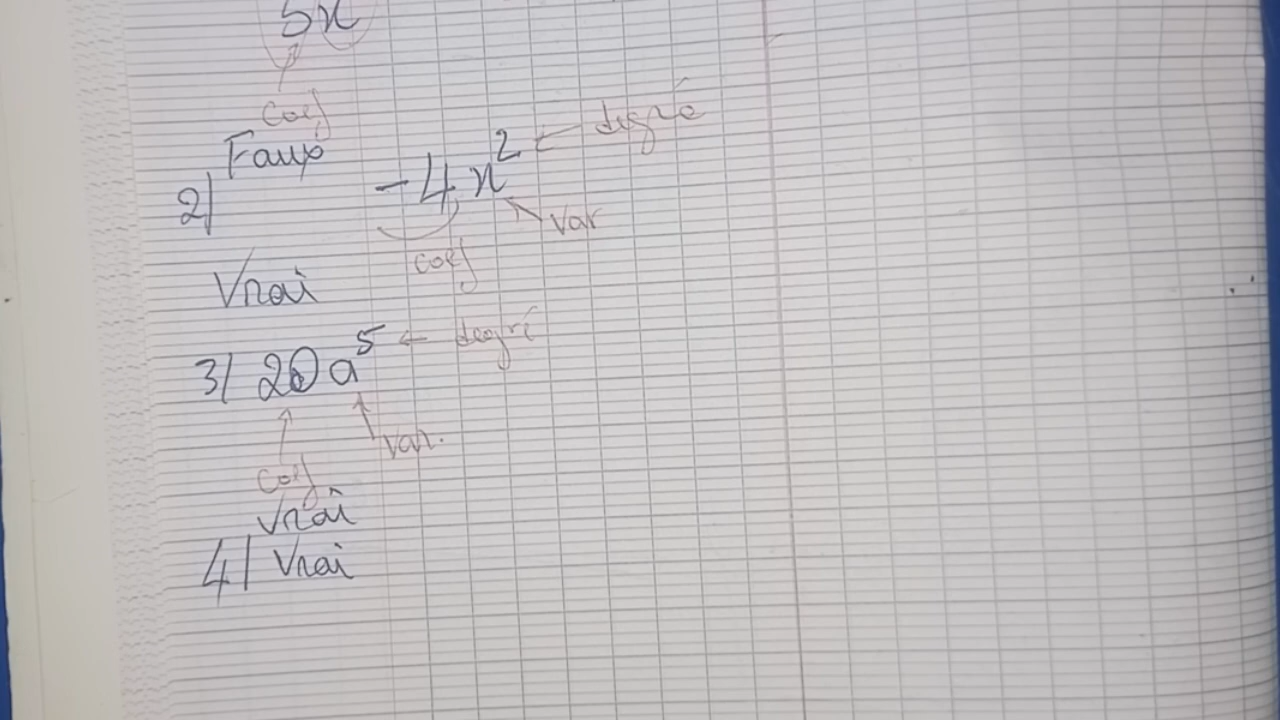 5x
coef
Faux
2) -4x² ← degré
var
coef
Vrai
3) 20a⁵ ← degré
var.
coef
Vrai
4) Vrai